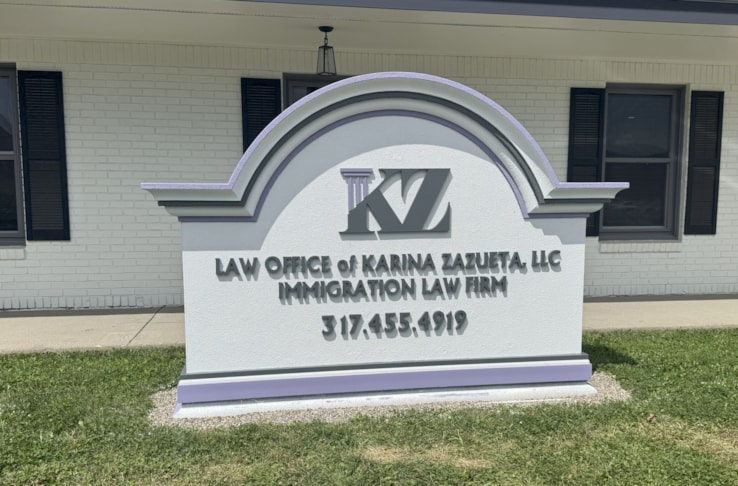 KZ
LAW OFFICE of KARINA ZAZUETA, LLC
IMMIGRATION LAW FIRM
317.455.4919